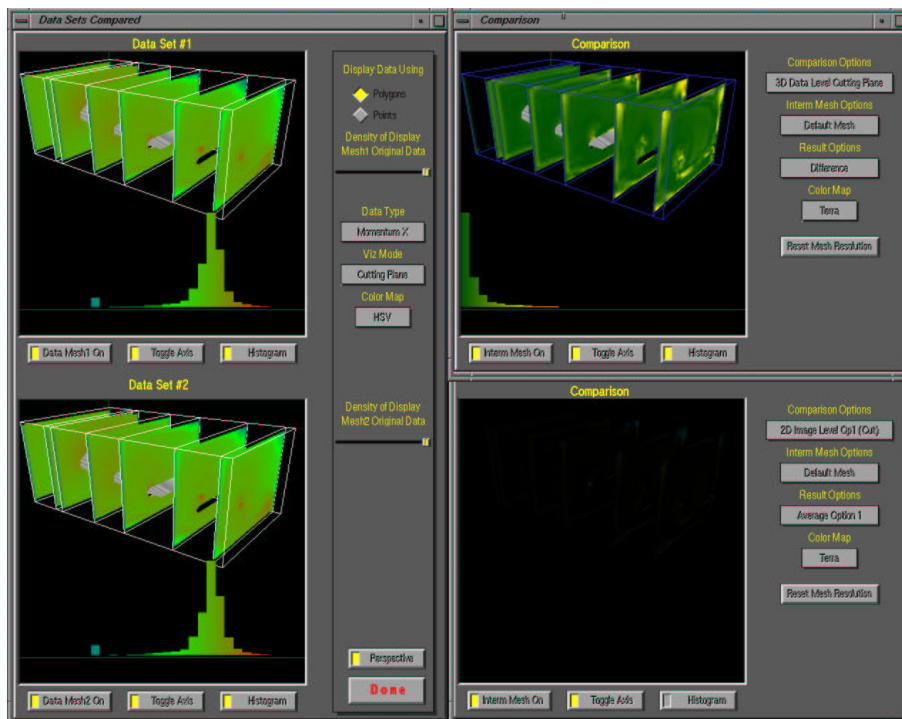 Data Sets Compared
Data Set #1
Display Data Using
Polygons
Points
Density of Display
Mesh1 Original Data
Data Type
Momentum X
Viz Mode
Cutting Plane
Color Map
HSV
Data Mesh1 On
Toggle Axis
Histogram
Data Set #2
Density of Display
Mesh2 Original Data
Perspective
Done
Data Mesh2 On
Toggle Axis
Histogram
Comparison
Comparison
Comparison Options
3D Data Level Cutting Plane
Interm Mesh Options
Default Mesh
Result Options
Difference
Color Map
Terra
Reset Mesh Resolution
Interm Mesh On
Toggle Axis
Histogram
Comparison
Comparison Options
2D Image Level Op1 (Cut)
Interm Mesh Options
Default Mesh
Result Options
Average Option 1
Color Map
Terra
Reset Mesh Resolution
Interm Mesh On
Toggle Axis
Histogram